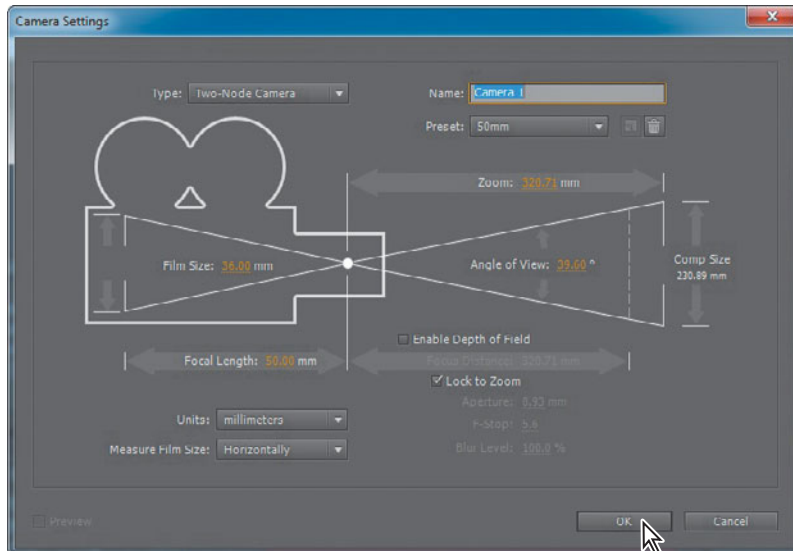 Camera Settings
Type: Two-Node Camera
Name: Camera 1
Preset: 50mm
Zoom: 320.71 mm
Film Size: 36.00 mm
Angle of View: 39.60 °
Comp Size
230.89 mm
Enable Depth of Field
Focal Length: 50.00 mm
Focus Distance: 320.71 mm
Lock to Zoom
Aperture: 8.93 mm
Units: millimeters
F-Stop: 5.6
Measure Film Size: Horizontally
Blur Level: 100.0 %
Preview
OK
Cancel